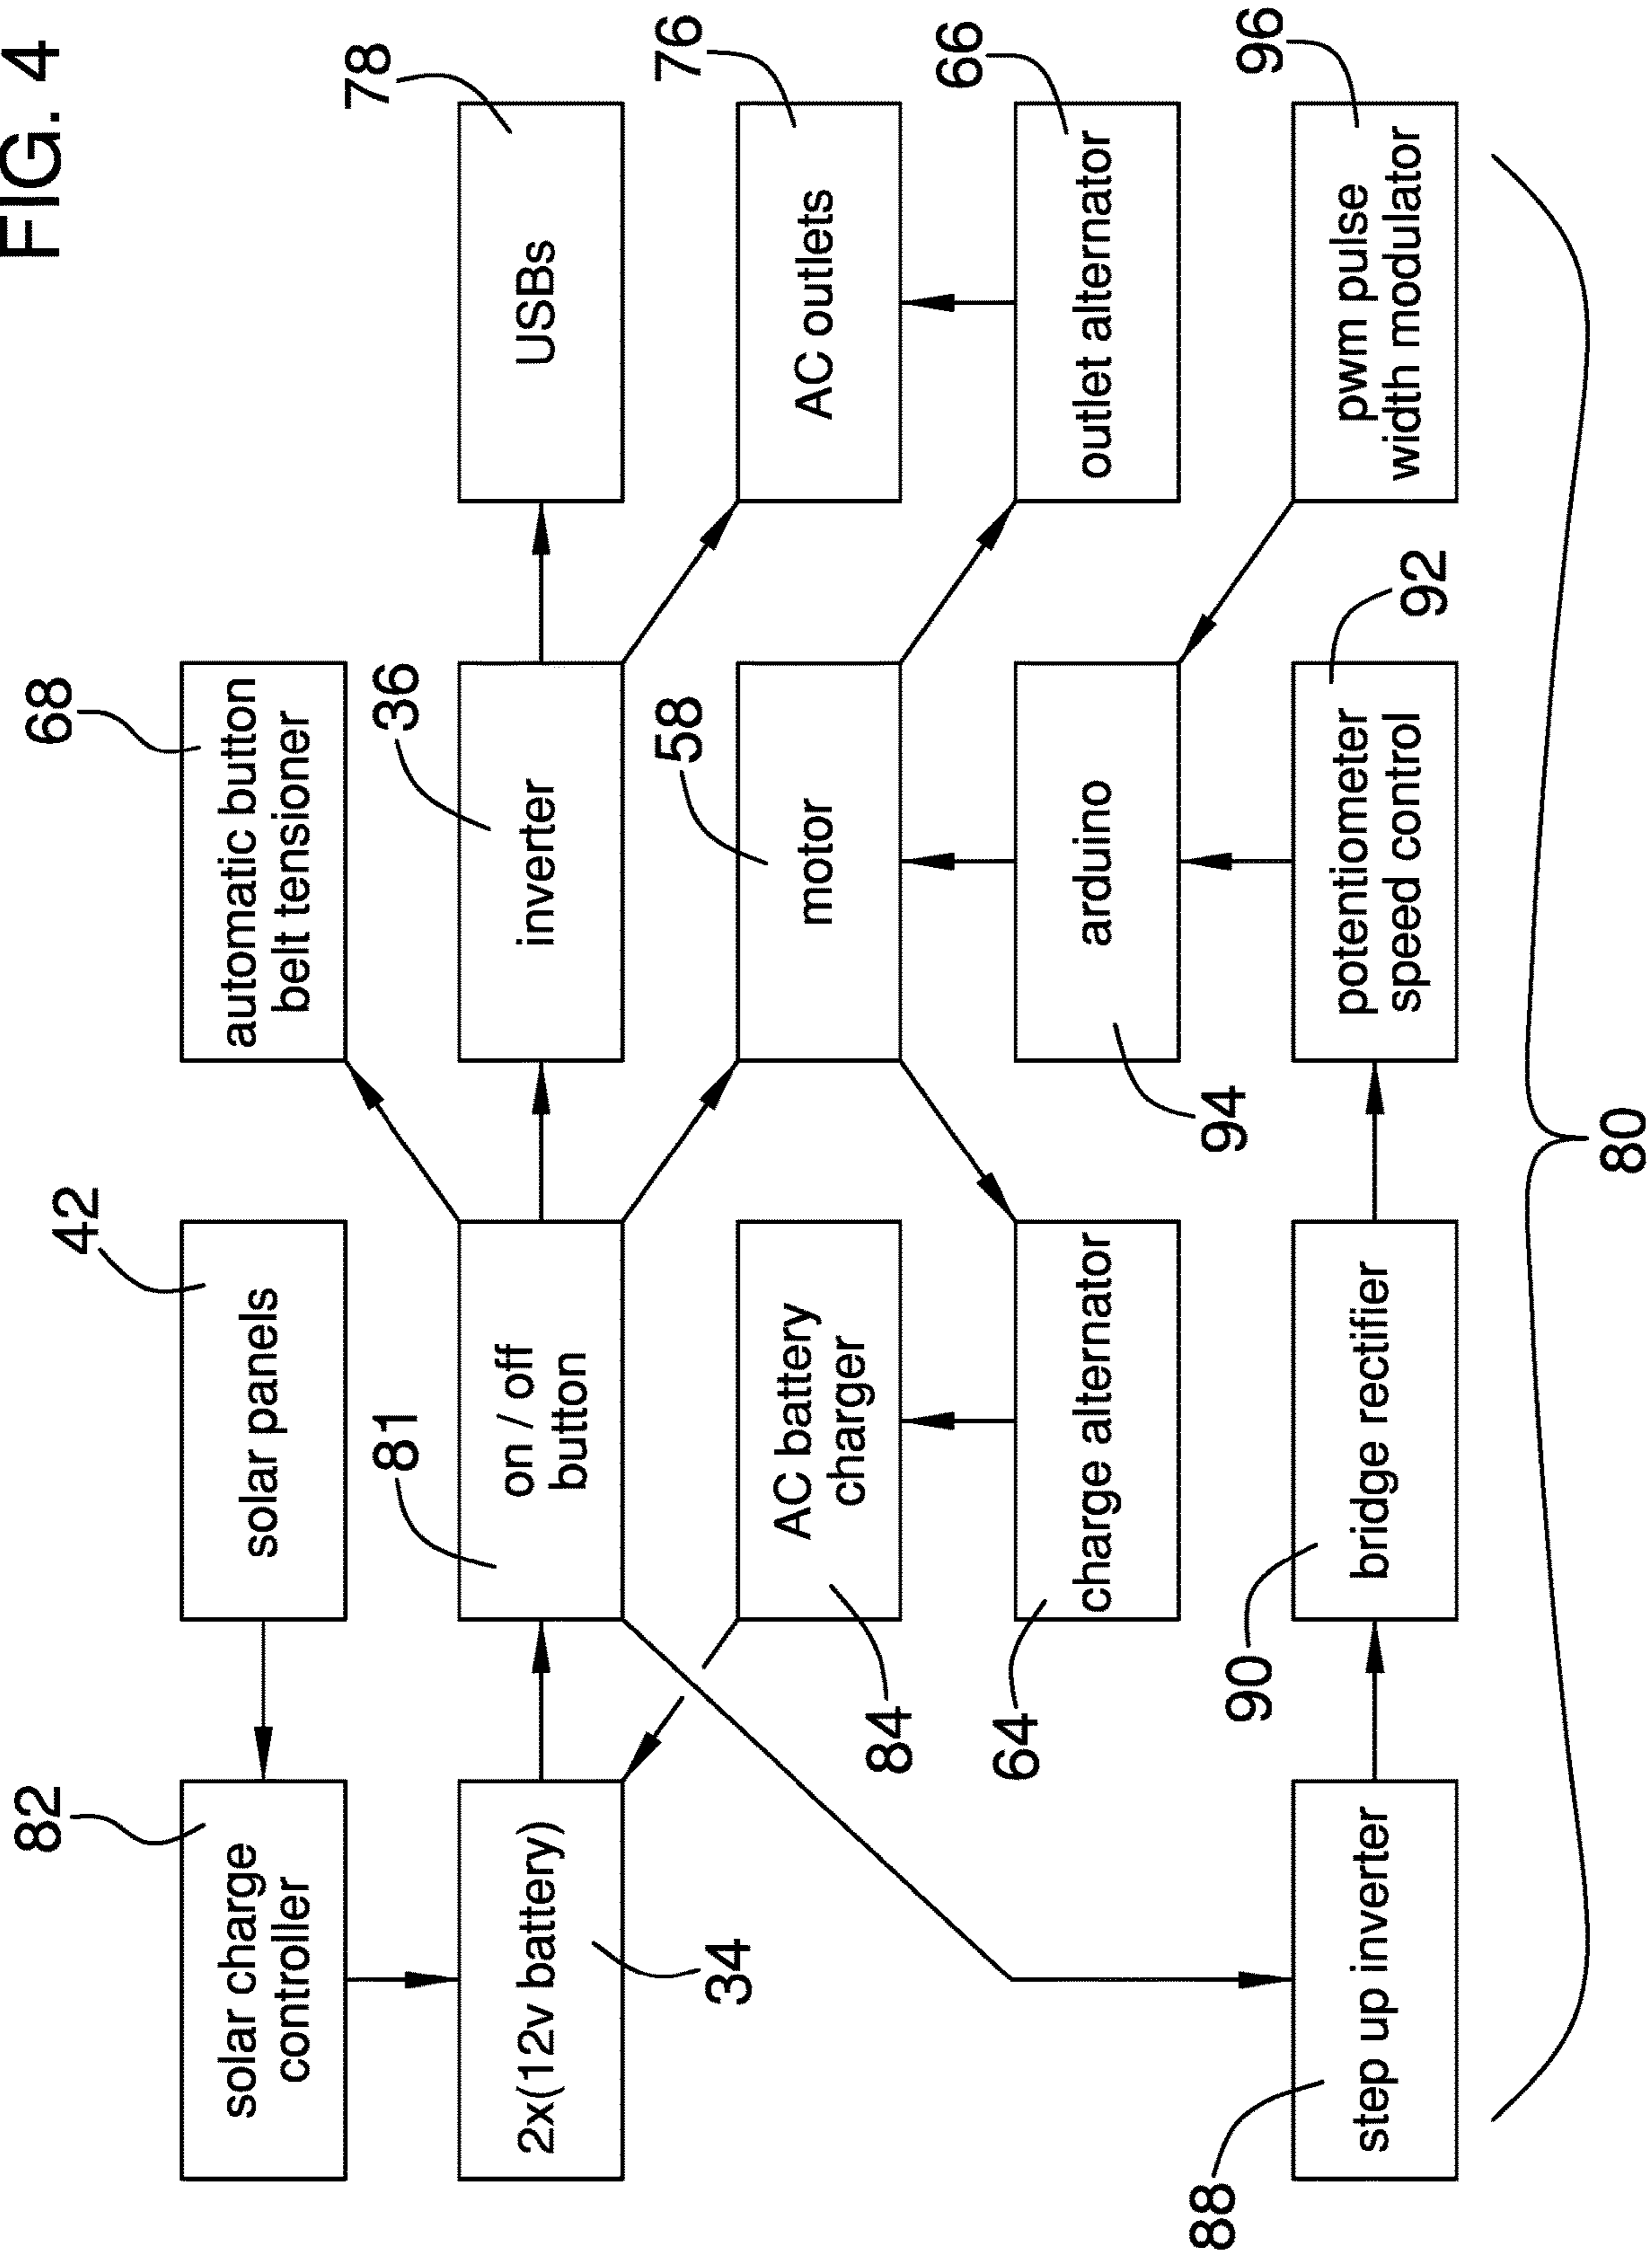 FIG. 4
82
solar charge
controller
42
solar panels
68
automatic button
belt tensioner
2x(12v battery)
34
81
on / off
button
36
inverter
78
USBs
84
AC battery
charger
58
motor
76
AC outlets
64
charge alternator
94
arduino
66
outlet alternator
88
step up inverter
90
bridge rectifier
92
potentiometer
speed control
96
pwm pulse
width modulator
80